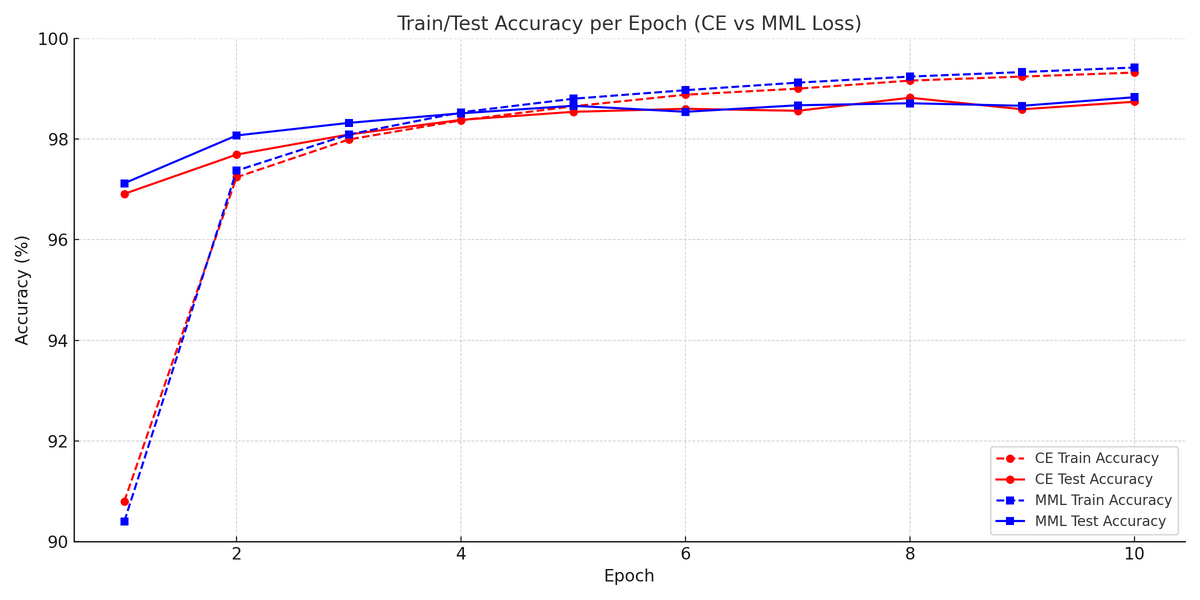 Train/Test Accuracy per Epoch (CE vs MML Loss)
100
98
96
94
92
90
Accuracy (%)
2 4 6 8 10
Epoch
CE Train Accuracy
CE Test Accuracy
MML Train Accuracy
MML Test Accuracy